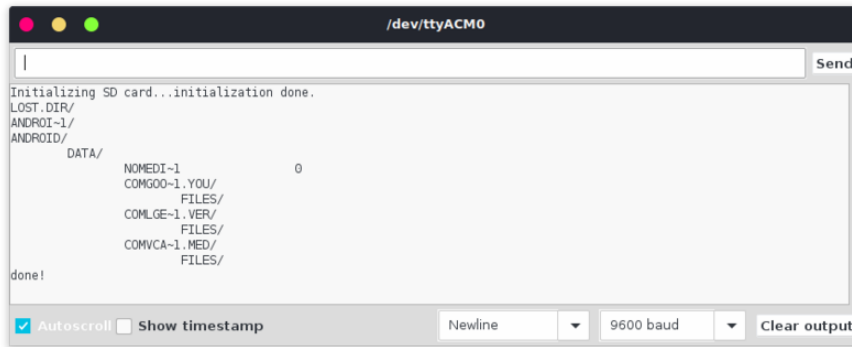 /dev/ttyACM0
Send
Initializing SD card...initialization done.
LOST.DIR/
ANDROI~1/
ANDROID/
DATA/
NOMEDI~1 0
COMGOO~1.YOU/
FILES/
COMLGE~1.VER/
FILES/
COMVCA~1.MED/
FILES/
done!
Autoscroll Show timestamp Newline 9600 baud Clear output